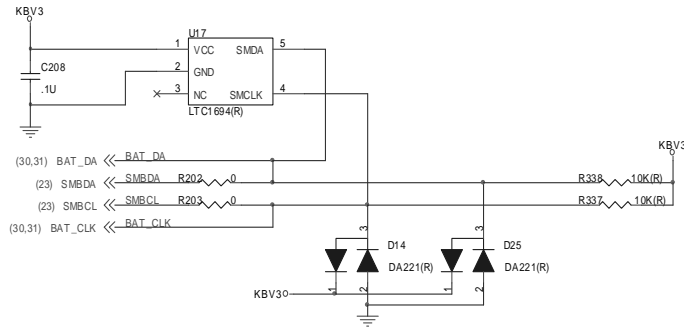 KBV3
U17
1 VCC SMDA 5
C208
2 GND
.1U
3 NC SMCLK 4
LTC1694(R)
KBV3
(30,31) BAT_DA BAT_DA
(23) SMBDA SMBDA R202 0 R338 10K(R)
(23) SMBCL SMBCL R203 0 R337 10K(R)
(30,31) BAT_CLK BAT_CLK
3 D14 3 D25
DA221(R) DA221(R)
KBV3 1 2 1 2